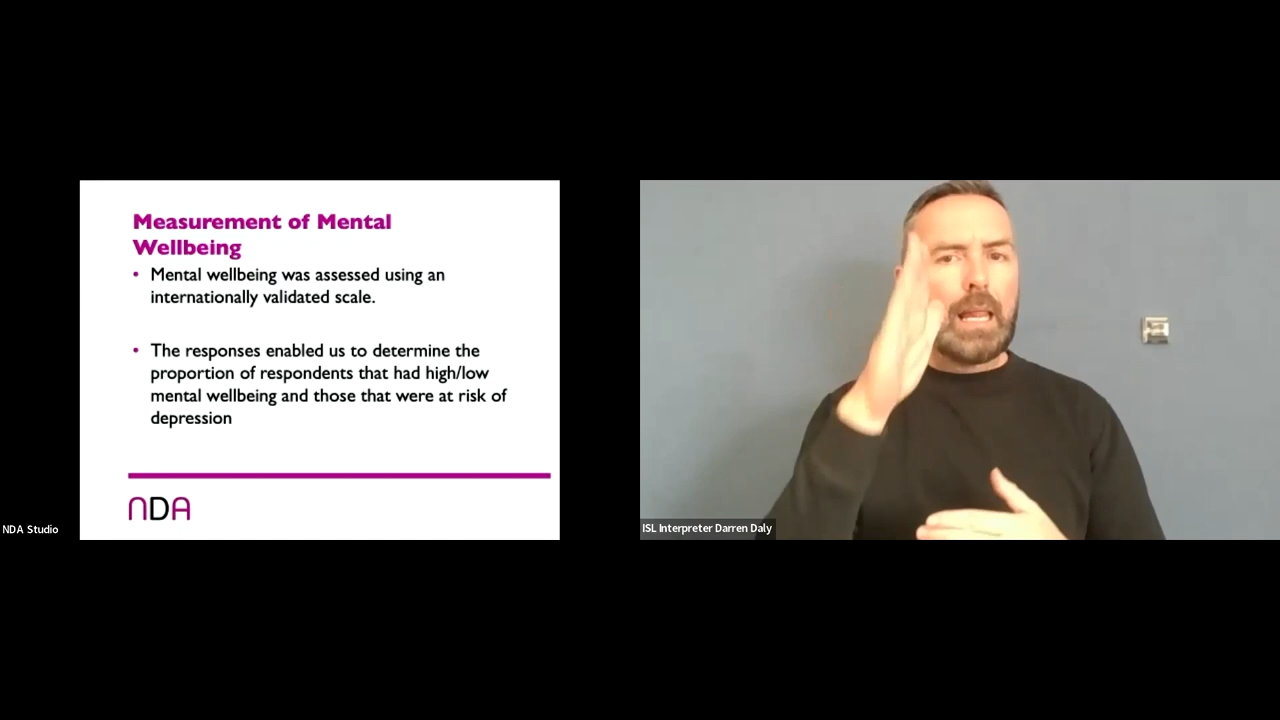 Measurement of Mental
Wellbeing
• Mental wellbeing was assessed using an
internationally validated scale.
• The responses enabled us to determine the
proportion of respondents that had high/low
mental wellbeing and those that were at risk of
depression
NDA
NDA Studio
ISL Interpreter Darren Daly